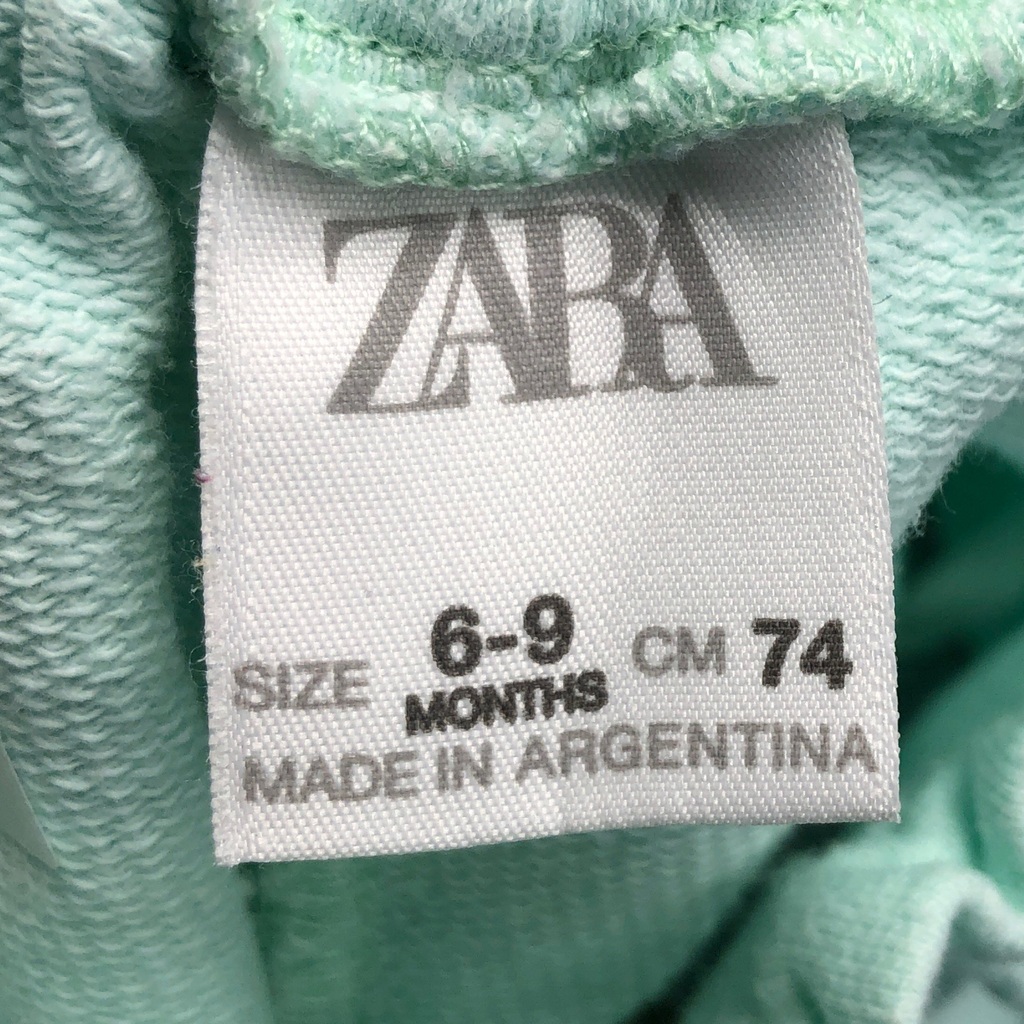 ZARA
SIZE 6-9 MONTHS CM 74
MADE IN ARGENTINA